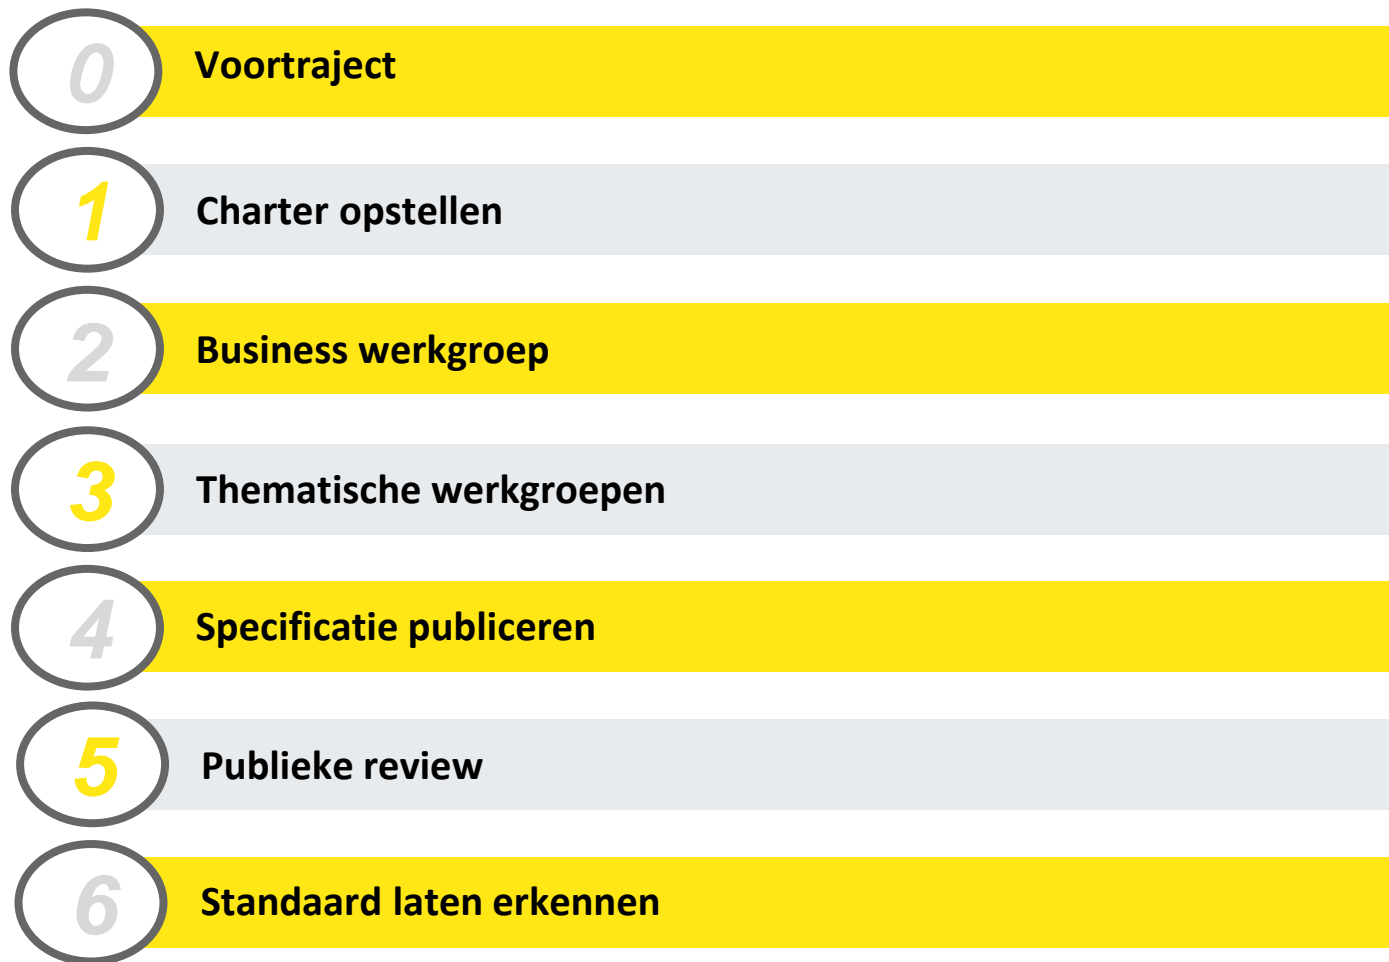 0 Voortraject
1 Charter opstellen
2 Business werkgroep
3 Thematische werkgroepen
4 Specificatie publiceren
5 Publieke review
6 Standaard laten erkennen